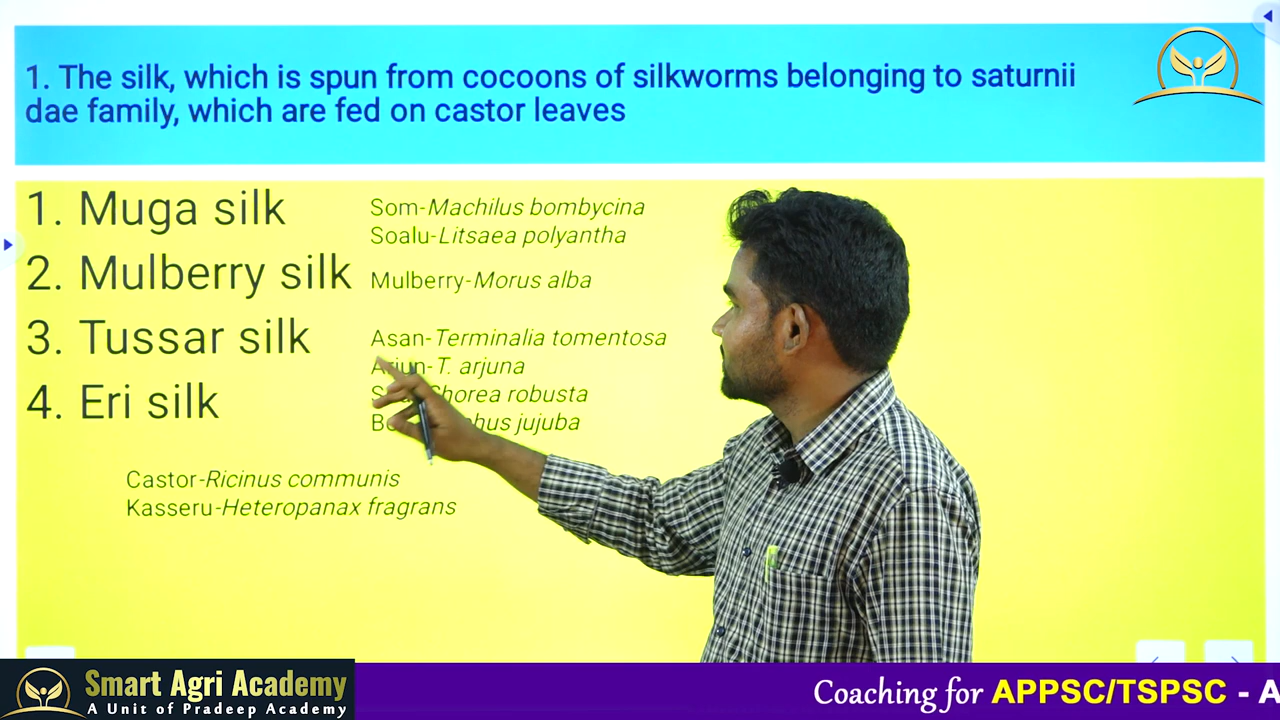 1. The silk, which is spun from cocoons of silkworms belonging to saturnii
dae family, which are fed on castor leaves
1. Muga silk
Som-Machilus bombycina
Soalu-Litsaea polyantha
2. Mulberry silk
Mulberry-Morus alba
3. Tussar silk
Asan-Terminalia tomentosa
Arjun-T. arjuna
Shorea robusta
jujuba
4. Eri silk
Castor-Ricinus communis
Kasseru-Heteropanax fragrans
Smart Agri Academy
A Unit of Pradeep Academy
Coaching for APPSC/TSPSC - A